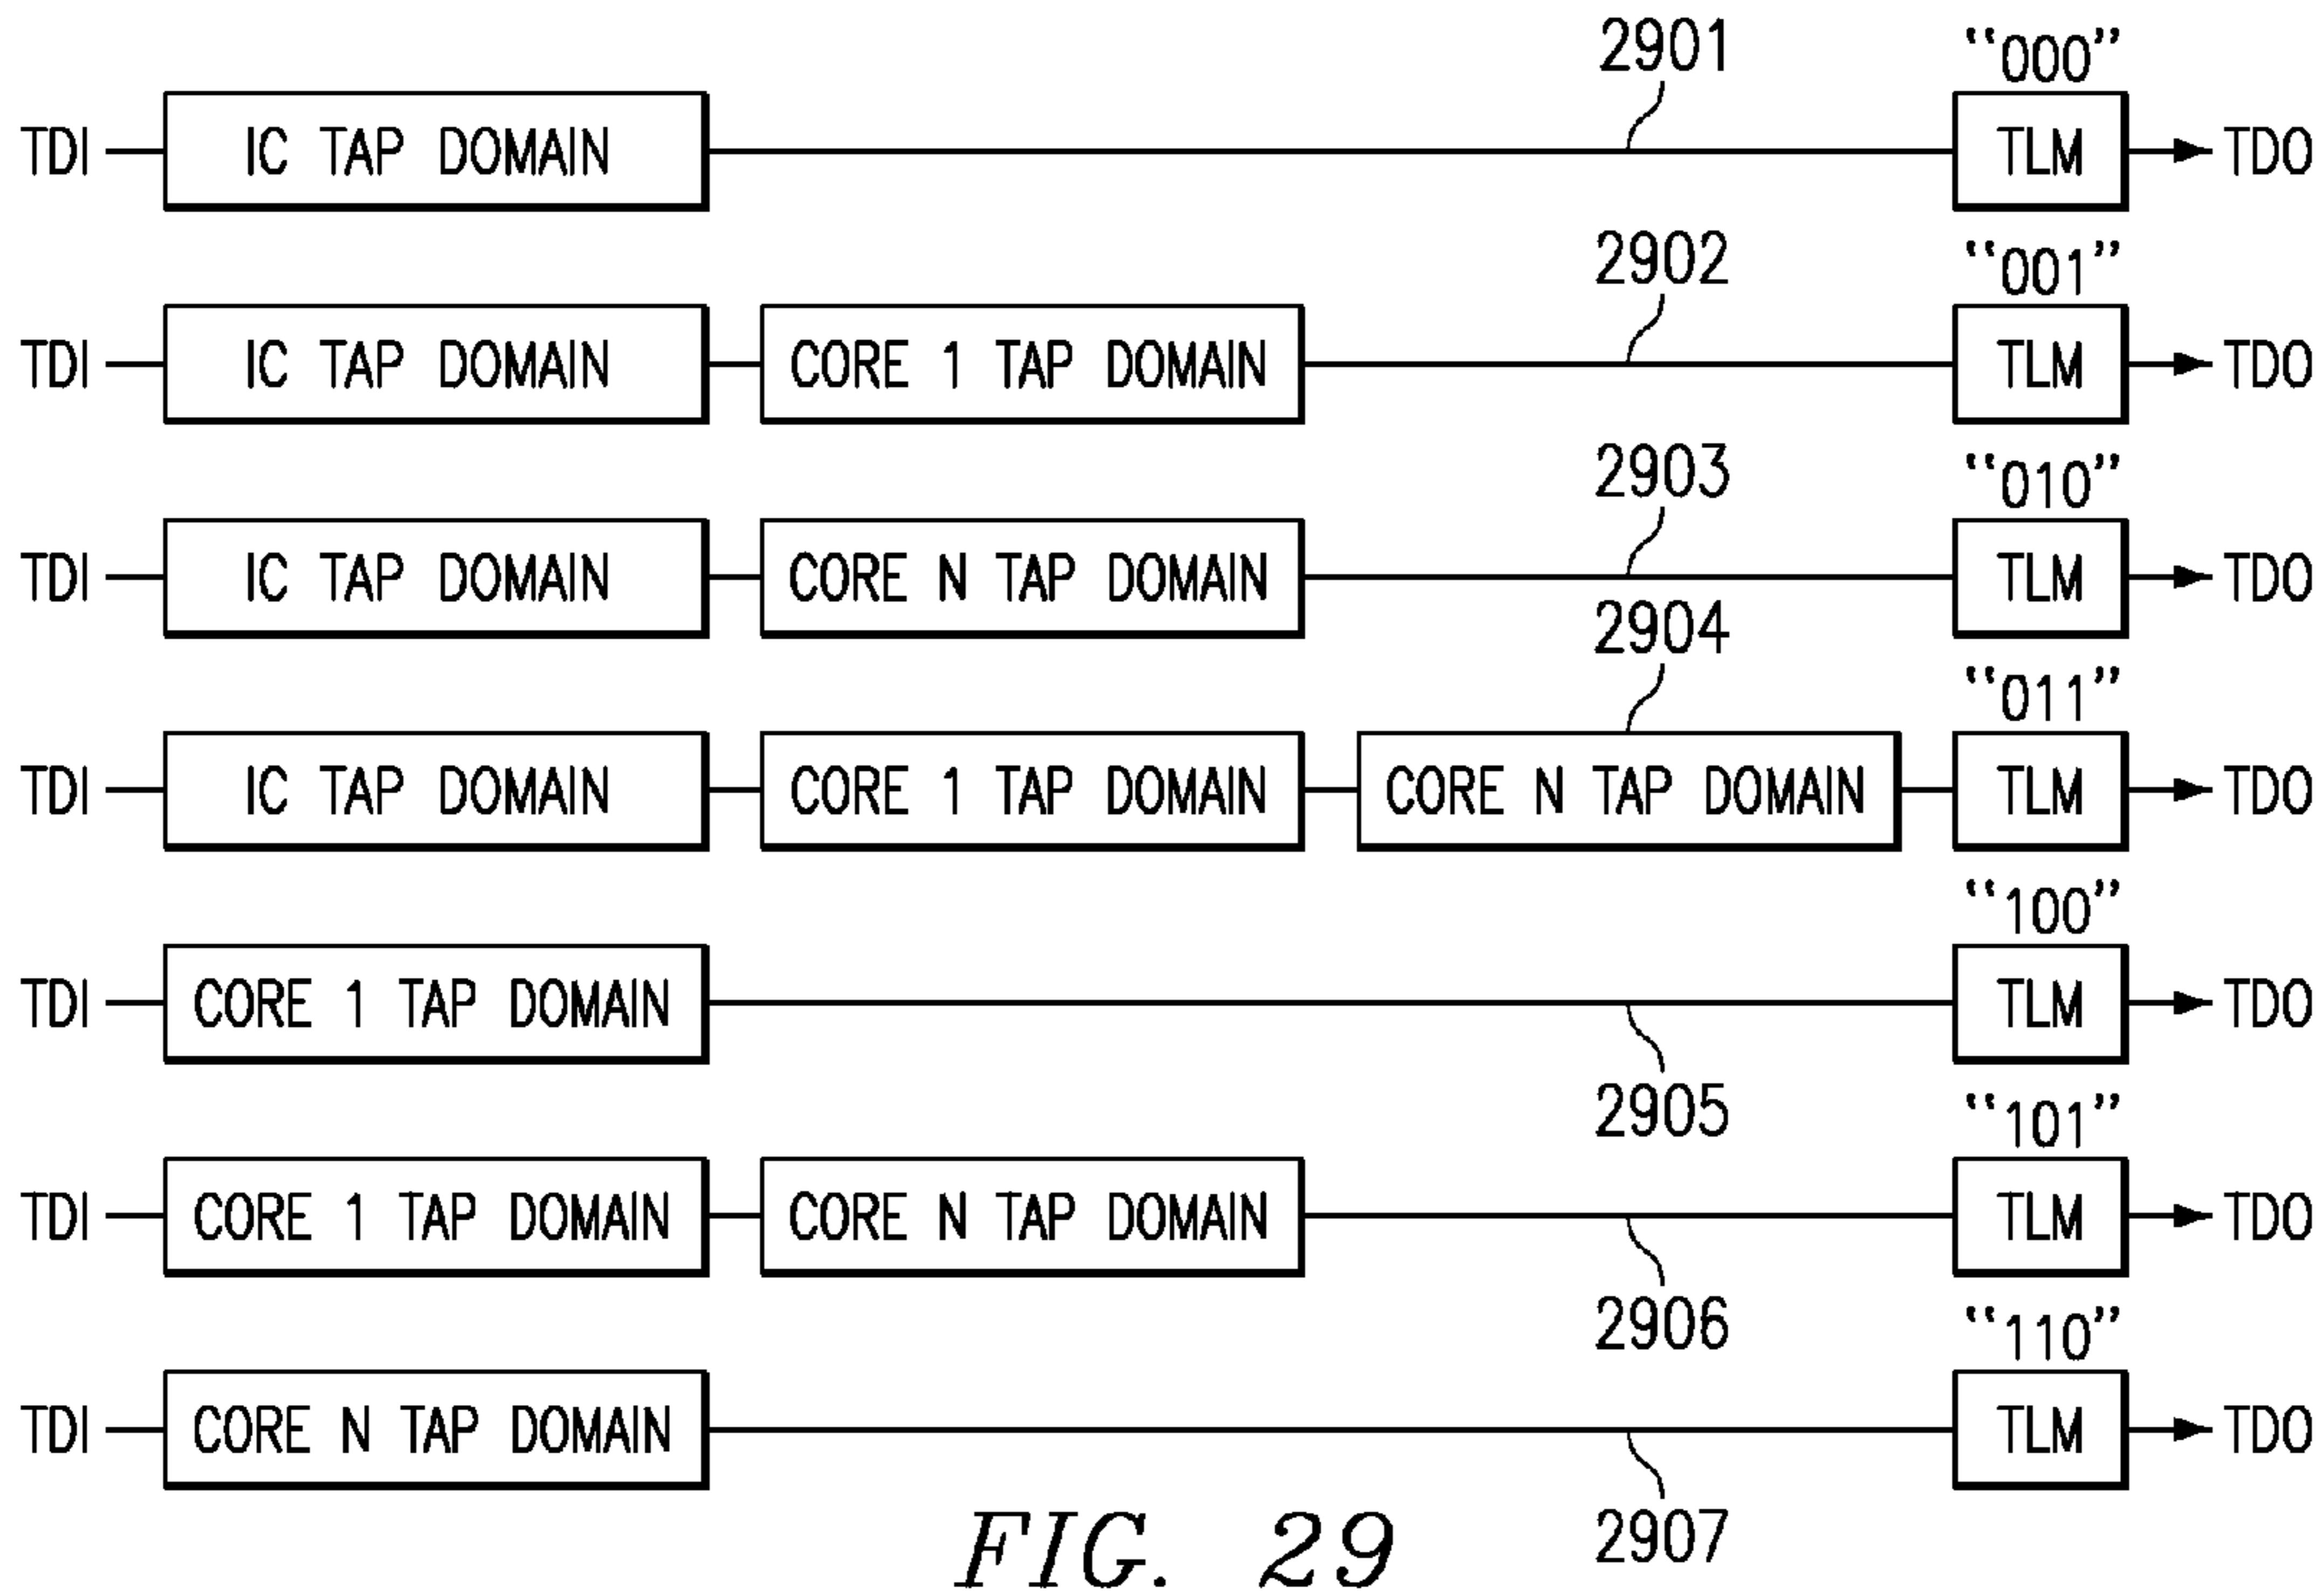 2901 “000”
TDI IC TAP DOMAIN TLM TDO
2902 “001”
TDI IC TAP DOMAIN CORE 1 TAP DOMAIN TLM TDO
2903 “010”
TDI IC TAP DOMAIN CORE N TAP DOMAIN TLM TDO
2904 “011”
TDI IC TAP DOMAIN CORE 1 TAP DOMAIN CORE N TAP DOMAIN TLM TDO
“100”
TDI CORE 1 TAP DOMAIN TLM TDO
2905 “101”
TDI CORE 1 TAP DOMAIN CORE N TAP DOMAIN TLM TDO
2906 “110”
TDI CORE N TAP DOMAIN TLM TDO
2907
FIG. 29